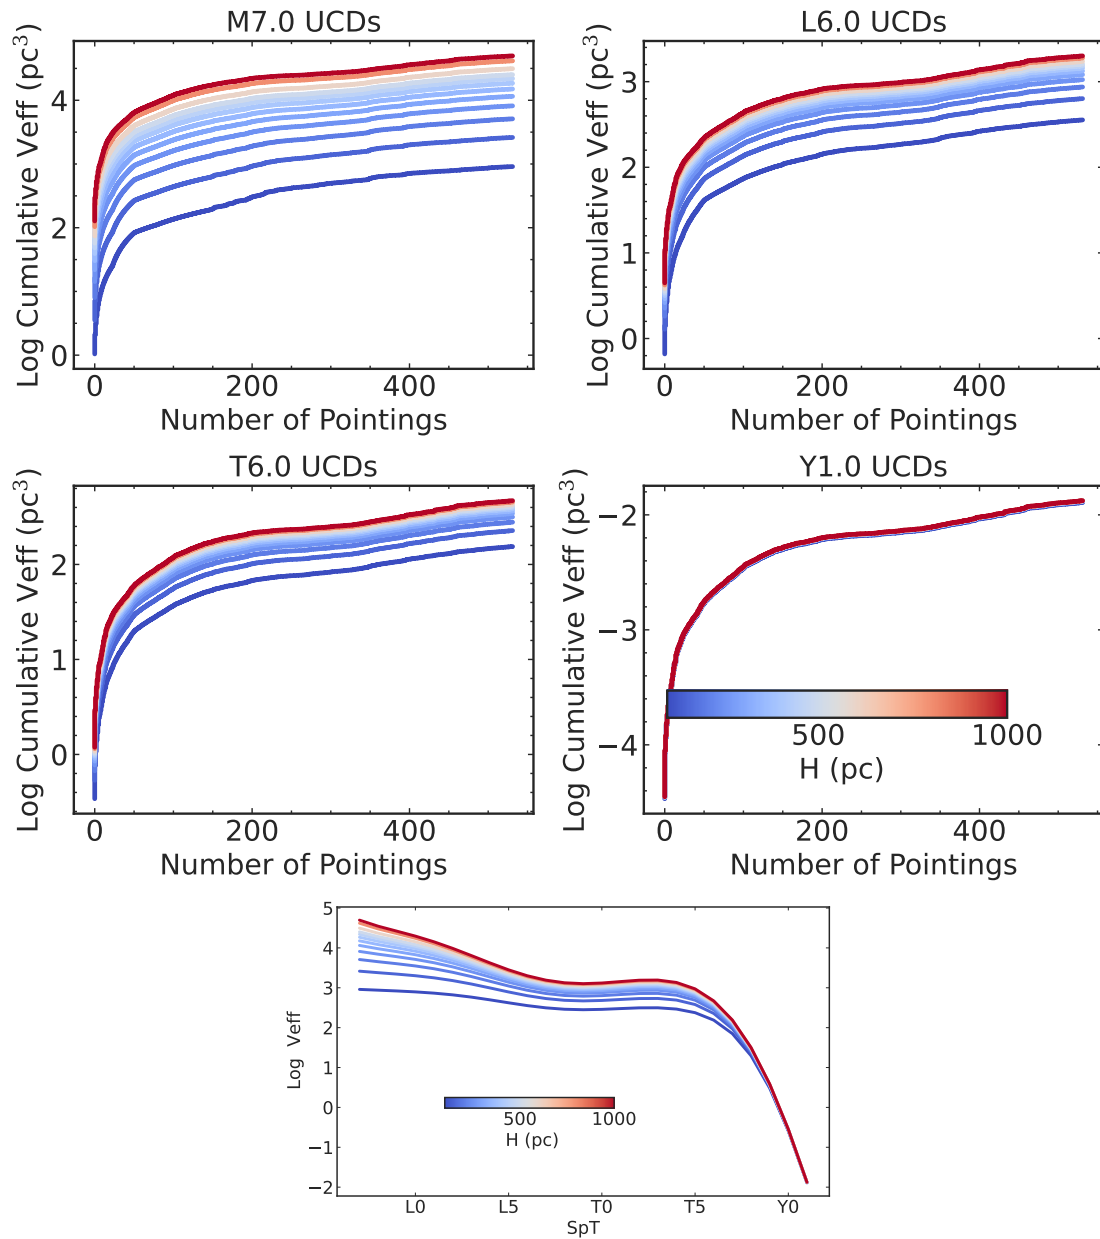 M7.0 UCDs
Log Cumulative Veff (pc³)
4
2
0
0 200 400
Number of Pointings
L6.0 UCDs
Log Cumulative Veff (pc³)
3
2
1
0
0 200 400
Number of Pointings
T6.0 UCDs
Log Cumulative Veff (pc³)
2
1
0
0 200 400
Number of Pointings
Y1.0 UCDs
Log Cumulative Veff (pc³)
−2
−3
−4
500 1000
H (pc)
0 200 400
Number of Pointings
Log Veff
5
4
3
2
1
0
−1
−2
500 1000
H (pc)
L0 L5 T0 T5 Y0
SpT